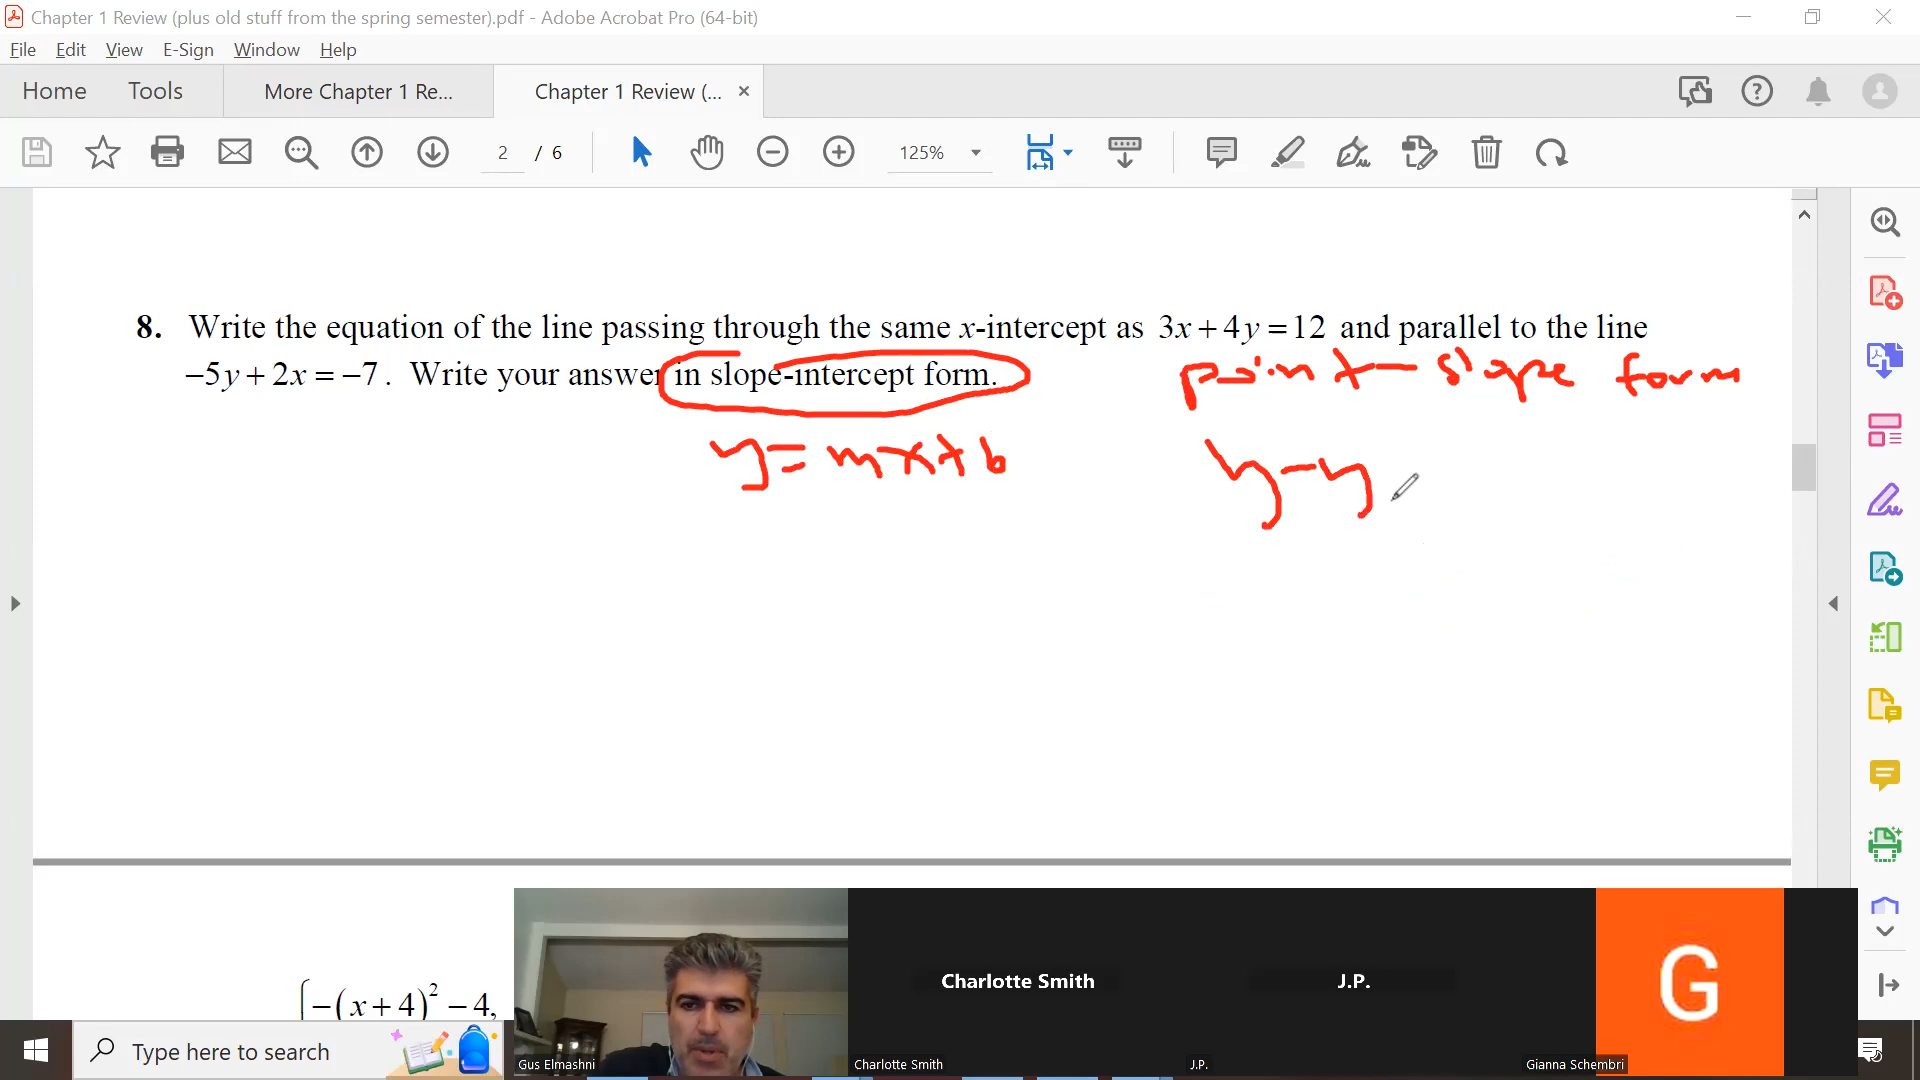 Chapter 1 Review (plus old stuff from the spring semester).pdf - Adobe Acrobat Pro (64-bit)
File Edit View E-Sign Window Help
Home Tools More Chapter 1 Re... Chapter 1 Review (... ×
2 / 6 125%
8. Write the equation of the line passing through the same x-intercept as 3x + 4y = 12 and parallel to the line
−5y + 2x = −7. Write your answer in slope-intercept form.
point-slope form
y = mx + b
y - y
−(x + 4)² − 4,
Charlotte Smith
J.P.
G
Gus Elmashni
Charlotte Smith
J.P.
Gianna Schembri
Type here to search